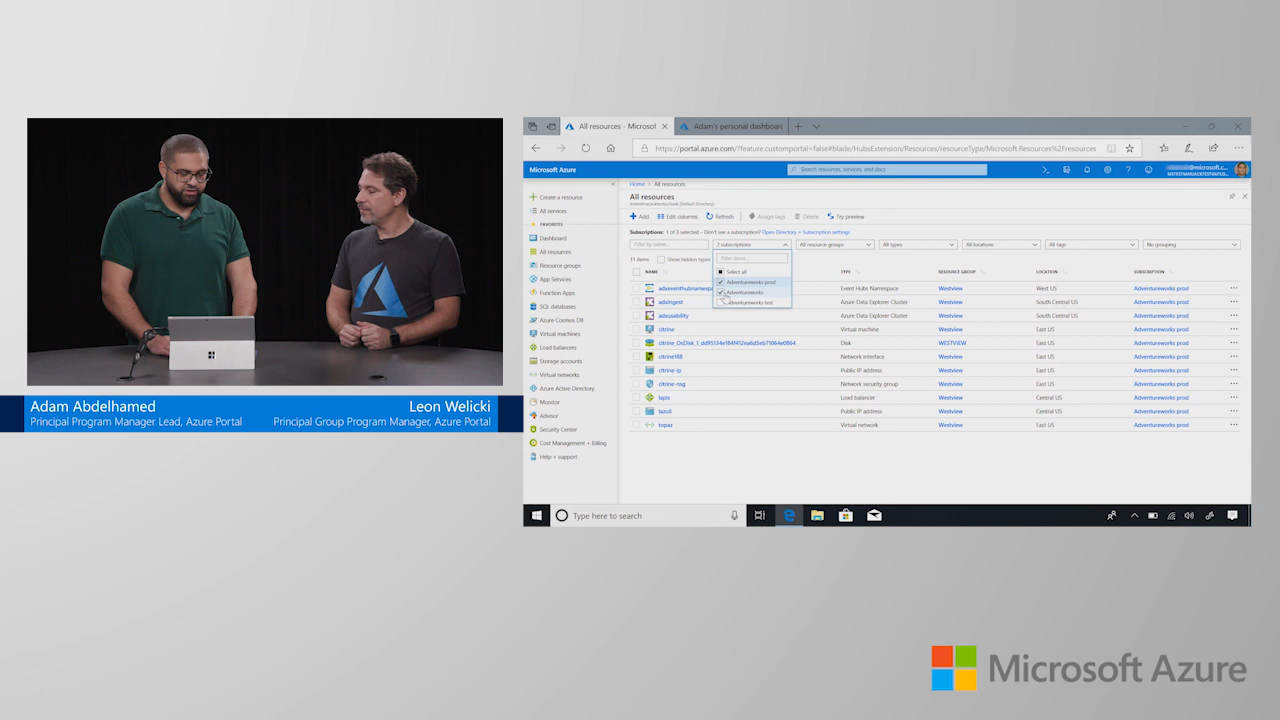 Adam Abdelhamed
Principal Program Manager Lead, Azure Portal
Leon Welicki
Principal Group Program Manager, Azure Portal
All resources - Microsof
Adam's personal dashboard
https://portal.azure.com/?feature.customportal=false#blade/HubsExtension/Resources/resourceType/Microsoft.Resources%2Fresources
Microsoft Azure
Search resources, services, and docs
@microsoft.c...
Create a resource
All services
FAVORITES
Dashboard
All resources
Resource groups
App Services
Function Apps
SQL databases
Azure Cosmos DB
Virtual machines
Load balancers
Storage accounts
Virtual networks
Azure Active Directory
Monitor
Advisor
Security Center
Cost Management + Billing
Help + support
Home All resources
All resources
(Default Directory)
Add Edit columns Refresh Assign tags Delete Try preview
Subscriptions: 1 of 3 selected – Don't see a subscription? Open Directory + Subscription settings
Filter by name... 2 subscriptions All resource groups All types All locations All tags No grouping
Filter items...
Select all
Adventureworks prod
Adventureworks
Adventureworks test
11 items Show hidden types
NAME TYPE RESOURCE GROUP LOCATION SUBSCRIPTION
adxeventhubnamespa Event Hubs Namespace Westview West US Adventureworks prod
adxingest Azure Data Explorer Cluster Westview South Central US Adventureworks prod
adxusability Azure Data Explorer Cluster Westview South Central US Adventureworks prod
citrine Virtual machine Westview East US Adventureworks prod
citrine_OsDisk_1_dd95134e184f412ea6d5eb71064e0864 Disk WESTVIEW East US Adventureworks prod
citrine188 Network interface Westview East US Adventureworks prod
citrine-ip Public IP address Westview East US Adventureworks prod
citrine-nsg Network security group Westview East US Adventureworks prod
lapis Load balancer Westview Central US Adventureworks prod
lazuli Public IP address Westview Central US Adventureworks prod
topaz Virtual network Westview East US Adventureworks prod
Type here to search
Microsoft Azure